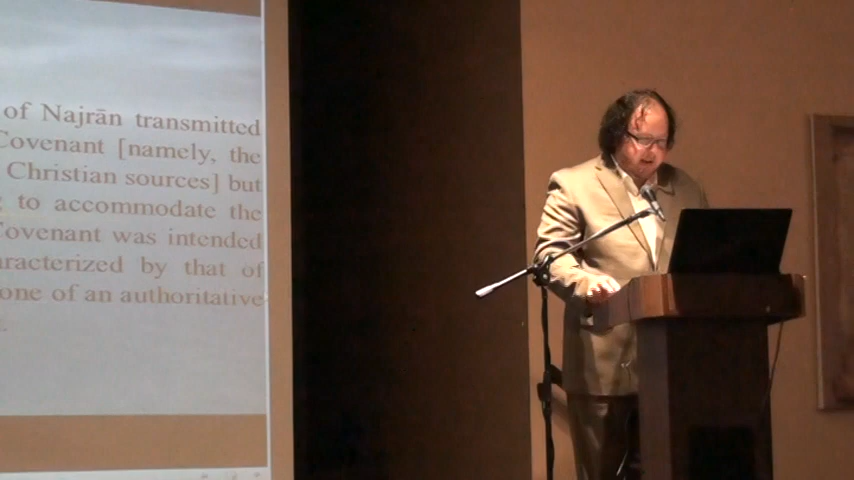 of Najrān transmitted
Covenant [namely, the
Christian sources] but
to accommodate the
Covenant was intended
aracterized by that of
one of an authoritative